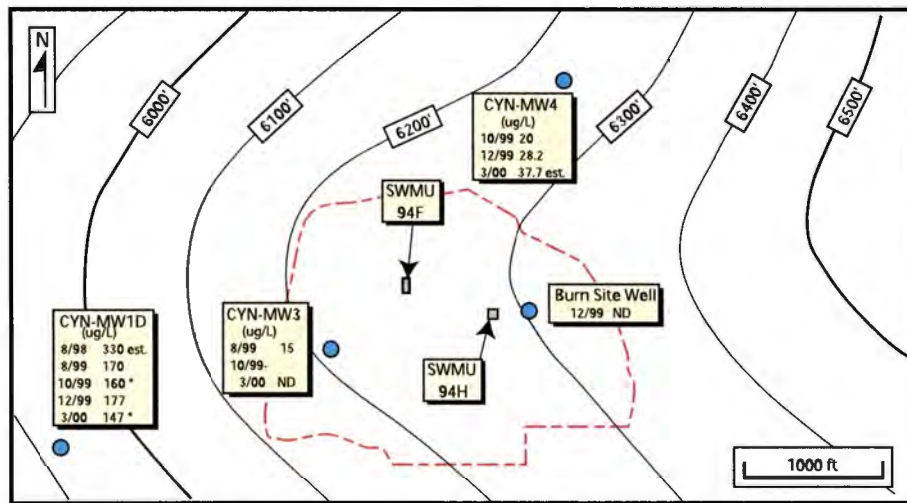 N
6000'
6100'
6200'
6300'
6400'
6500'
CYN-MW4
(ug/L)
10/99 20
12/99 28.2
3/00 37.7 est.
SWMU
94F
Burn Site Well
12/99 ND
CYN-MW3
(ug/L)
8/99 15
10/99-
3/00 ND
CYN-MW1D
(ug/L)
8/98 330 est.
8/99 170
10/99 160 *
12/99 177
3/00 147 *
SWMU
94H
1000 ft